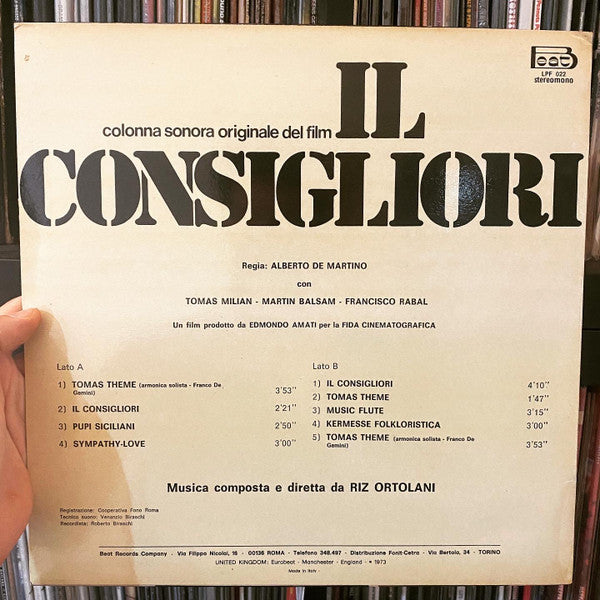 Beat
LPF 022
stereomono
colonna sonora originale del film IL
CONSIGLIORI
Regia: ALBERTO DE MARTINO
con
TOMAS MILIAN - MARTIN BALSAM - FRANCISCO RABAL
Un film prodotto da EDMONDO AMATI per la FIDA CINEMATOGRAFICA
Lato A
1) TOMAS THEME (armonica solista - Franco De
Gemini) 3'53''
2) IL CONSIGLIORI 2'21''
3) PUPI SICILIANI 2'50''
4) SYMPATHY-LOVE 3'00''
Lato B
1) IL CONSIGLIORI 4'10''
2) TOMAS THEME 1'47''
3) MUSIC FLUTE 3'15''
4) KERMESSE FOLKLORISTICA 3'00''
5) TOMAS THEME (armonica solista - Franco De
Gemini) 3'53''
Musica composta e diretta da RIZ ORTOLANI
Registrazione: Cooperativa Fono Roma
Tecnico suono: Venanzio Biraschi
Recordista: Roberto Biraschi
Beat Records Company - Via Filippo Nicolai, 16 - 00136 ROMA - Telefono 348.497 - Distribuzione Fonit-Cetra - Via Bertola, 34 - TORINO
UNITED KINGDOM: Eurobeat - Manchester - England - • 1973
Made in Italy